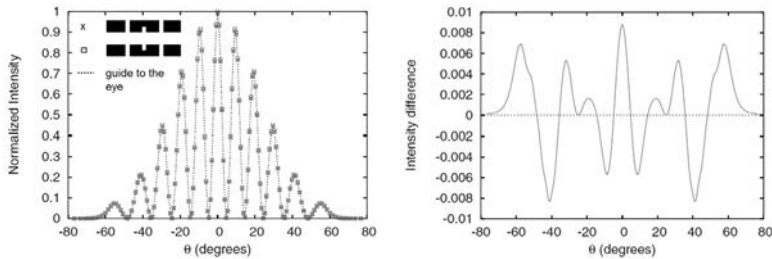 x
guide to the
eye
Normalized Intensity
1
0.9
0.8
0.7
0.6
0.5
0.4
0.3
0.2
0.1
0
-80 -60 -40 -20 0 20 40 60 80
θ (degrees)
Intensity difference
0.01
0.008
0.006
0.004
0.002
0
-0.002
-0.004
-0.006
-0.008
-0.01
-80 -60 -40 -20 0 20 40 60 80
θ (degrees)